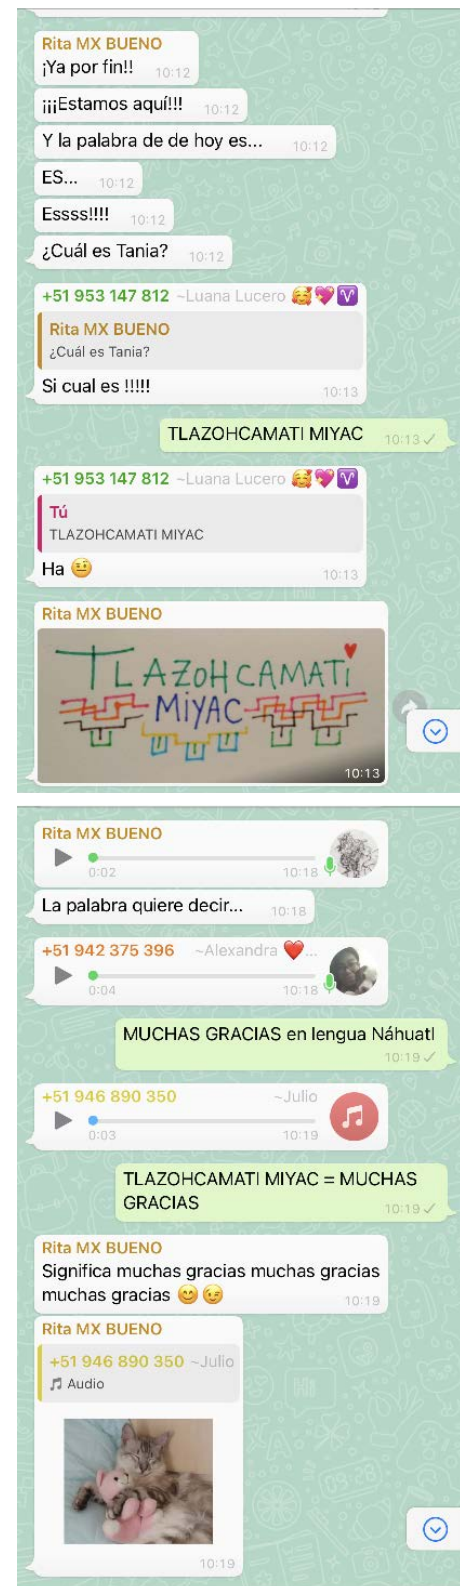 Rita MX BUENO
¡Ya por fin!! 10:12
¡¡¡Estamos aquí!!! 10:12
Y la palabra de de hoy es... 10:12
ES... 10:12
Essss!!!! 10:12
¿Cuál es Tania? 10:12
+51 953 147 812 ~Luana Lucero 🥰💖♈
Rita MX BUENO
¿Cuál es Tania?
Si cual es !!!!! 10:13
TLAZOHCAMATI MIYAC 10:13
+51 953 147 812 ~Luana Lucero 🥰💖♈
Tú
TLAZOHCAMATI MIYAC
Ha 🤨 10:13
Rita MX BUENO
TLAZOHCAMATi
MiYAC
10:13
Rita MX BUENO
0:02 10:18
La palabra quiere decir... 10:18
+51 942 375 396 ~Alexandra ❤️...
0:04 10:18
MUCHAS GRACIAS en lengua Náhuatl
10:19
+51 946 890 350 ~Julio
0:03 10:19
TLAZOHCAMATI MIYAC = MUCHAS
GRACIAS 10:19
Rita MX BUENO
Significa muchas gracias muchas gracias
muchas gracias 😊😉 10:19
Rita MX BUENO
+51 946 890 350 ~Julio
🎵 Audio
10:19